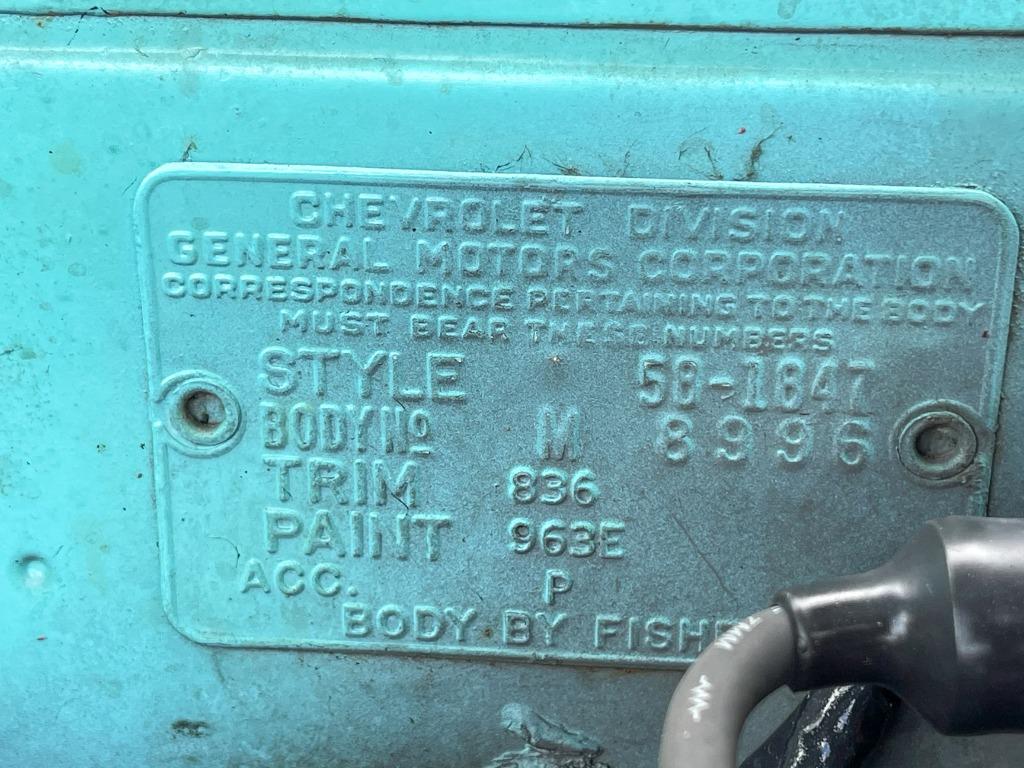 CHEVROLET DIVISION
GENERAL MOTORS CORPORATION
CORRESPONDENCE PERTAINING TO THE BODY
MUST BEAR THESE NUMBERS
STYLE 58-1847
BODY No M 8996
TRIM 836
PAINT 963E
ACC. P
BODY BY FISHE